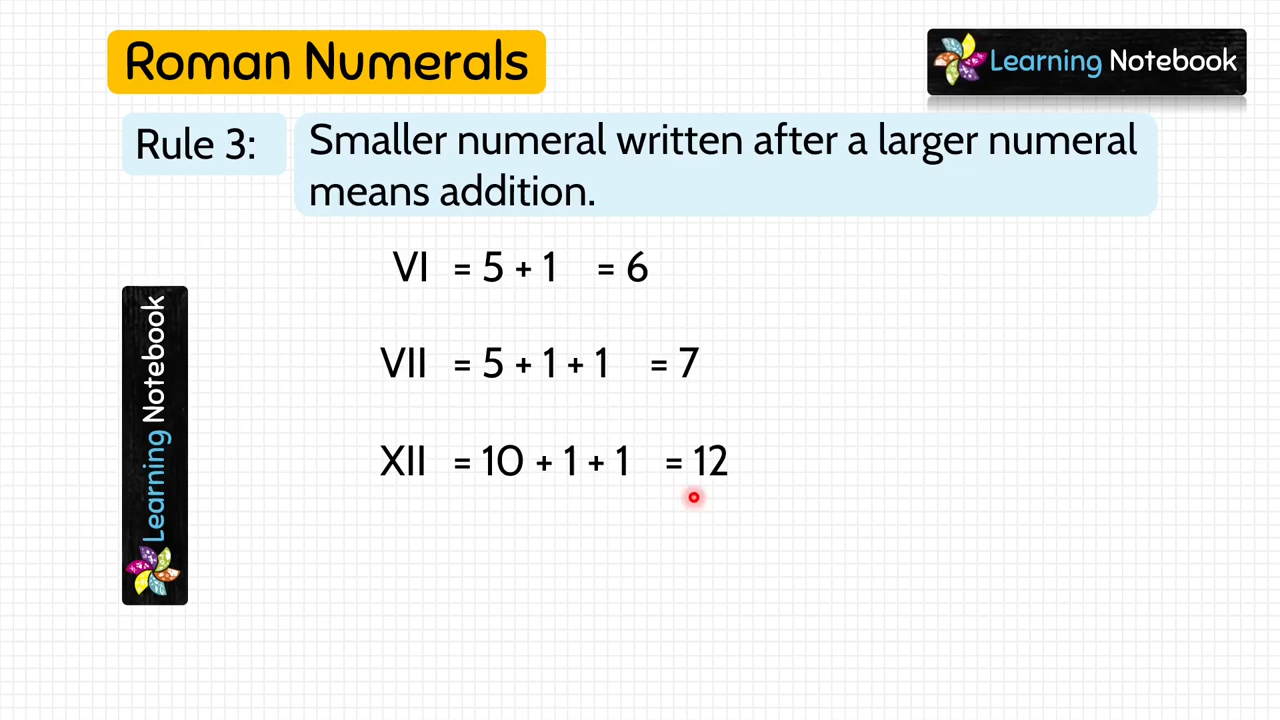 Roman Numerals
Learning Notebook
Rule 3:
Smaller numeral written after a larger numeral
means addition.
VI = 5 + 1 = 6
VII = 5 + 1 + 1 = 7
XII = 10 + 1 + 1 = 12
Learning Notebook